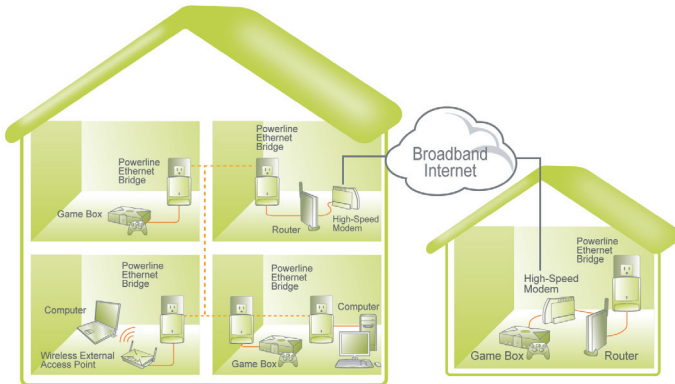 Powerline
Ethernet
Bridge
Game Box
Powerline
Ethernet
Bridge
Router
High-Speed
Modem
Broadband
Internet
Powerline
Ethernet
Bridge
Computer
Wireless External
Access Point
Powerline
Ethernet
Bridge
Computer
Game Box
Powerline
Ethernet
Bridge
High-Speed
Modem
Game Box
Router